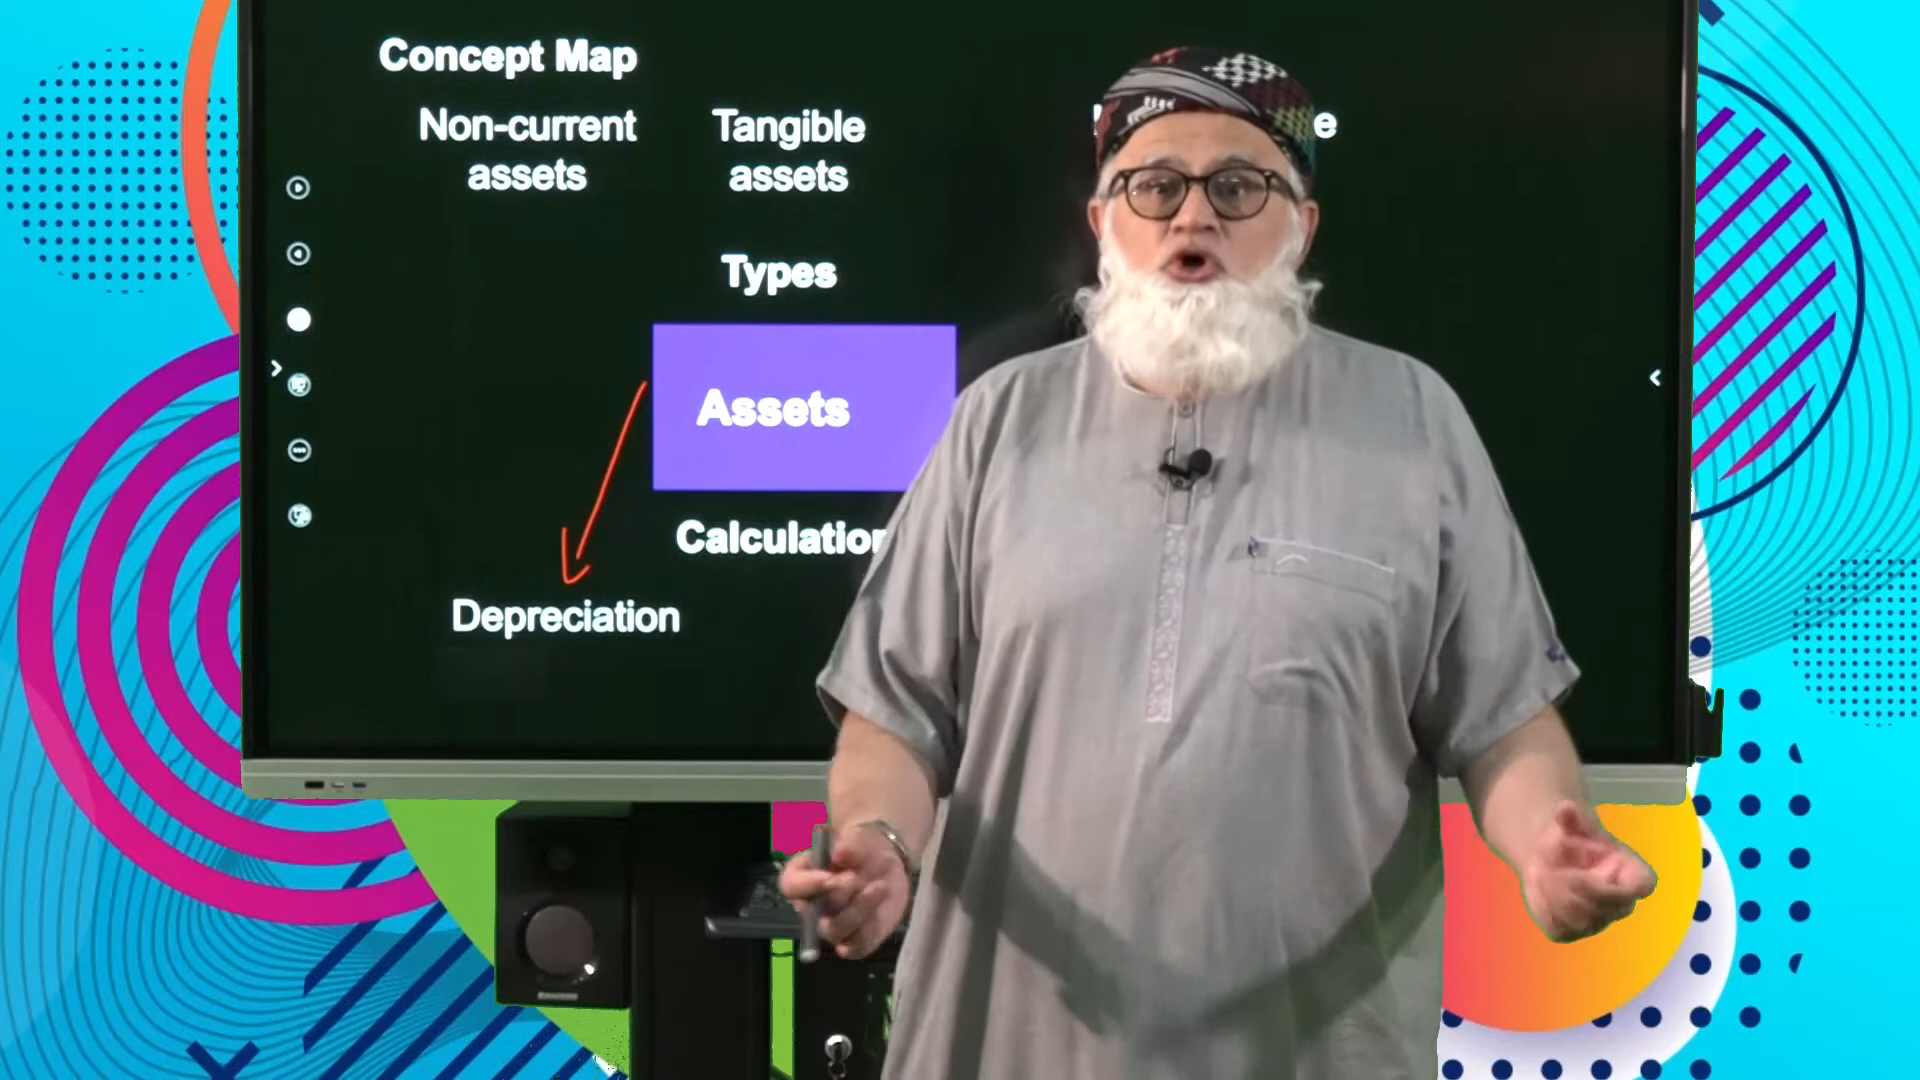 Concept Map
Non-current
assets
Tangible
assets
Types
Assets
Depreciation